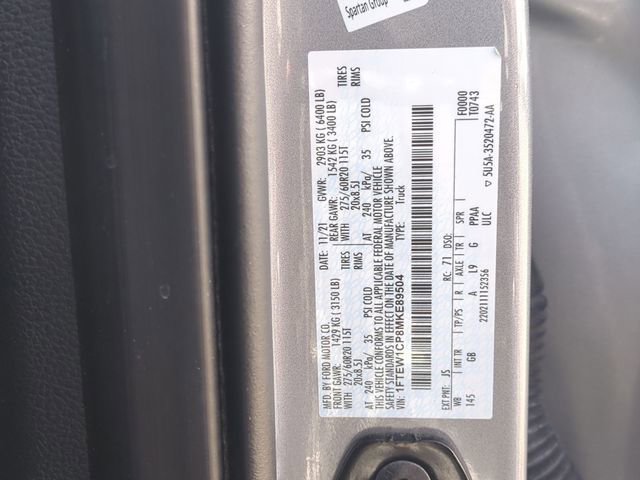 Spartan Group
MFD. BY FORD MOTOR CO.
DATE: 11/21 GVWR: 2903 KG ( 6400 LB)
FRONT GAWR: 1429 KG ( 3150 LB) REAR GAWR: 1542 KG ( 3400 LB)
WITH 275/60R20 115T TIRES WITH 275/60R20 115T TIRES
20x8.5J RIMS 20x8.5J RIMS
AT 240 kPa/ 35 PSI COLD AT 240 kPa/ 35 PSI COLD
THIS VEHICLE CONFORMS TO ALL APPLICABLE FEDERAL MOTOR VEHICLE
SAFETY STANDARDS IN EFFECT ON THE DATE OF MANUFACTURE SHOWN ABOVE.
VIN: 1FTEW1CP8MKE89504 TYPE: Truck
F0000
T0743
EXT PNT: JS RC: 71 DSO:
WB INT TR TP/PS R AXLE TR SPR
145 GB A L9 G PPAA
ULC
2202111152356
5U5A-3520472-AA